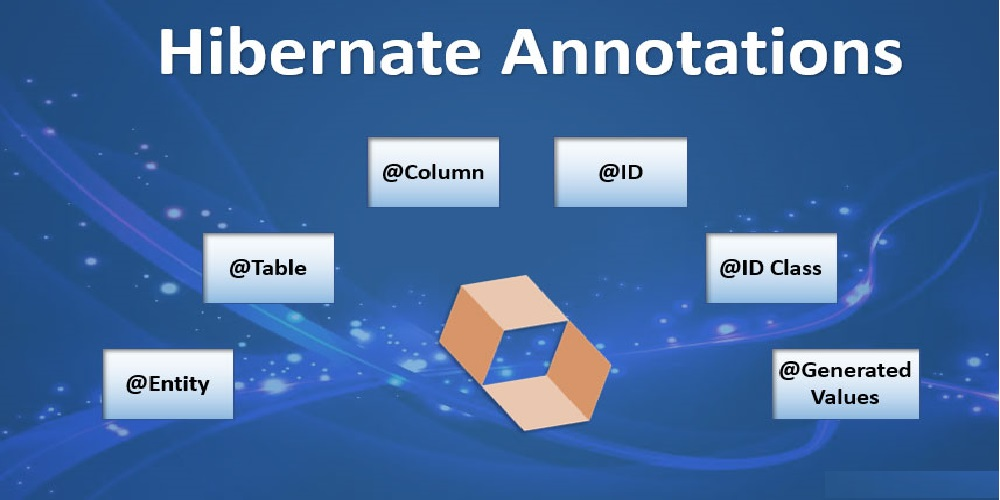 Hibernate Annotations
@Column
@ID
@Table
@ID Class
@Entity
@Generated
Values